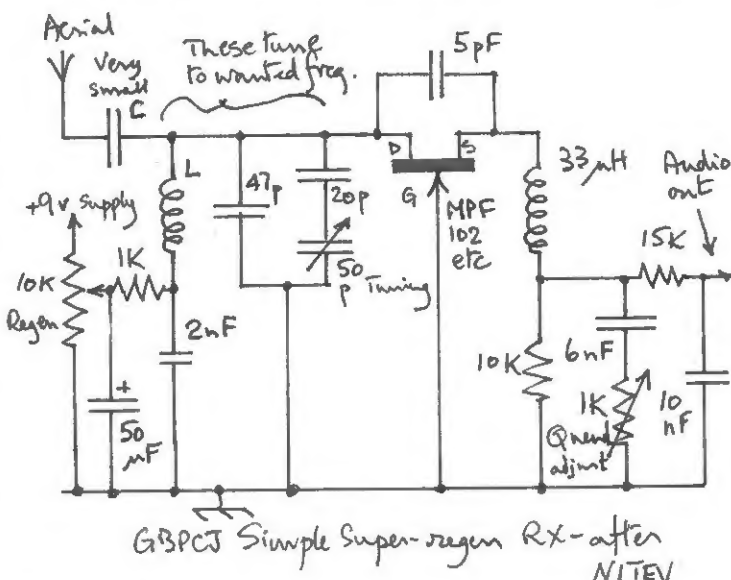 Aerial
Very
small
C
These tune
to wanted freq.
5pF
D
S
G
MPF
102
etc
33μH
Audio
out
L
47p
20p
50
p Tuning
+9v supply
1K
10K
Regen
2nF
+
50
μF
15K
10K
6nF
1K
Quench
adjust
10
nF
G3PCJ Simple Super-regen RX - after
N1TEV